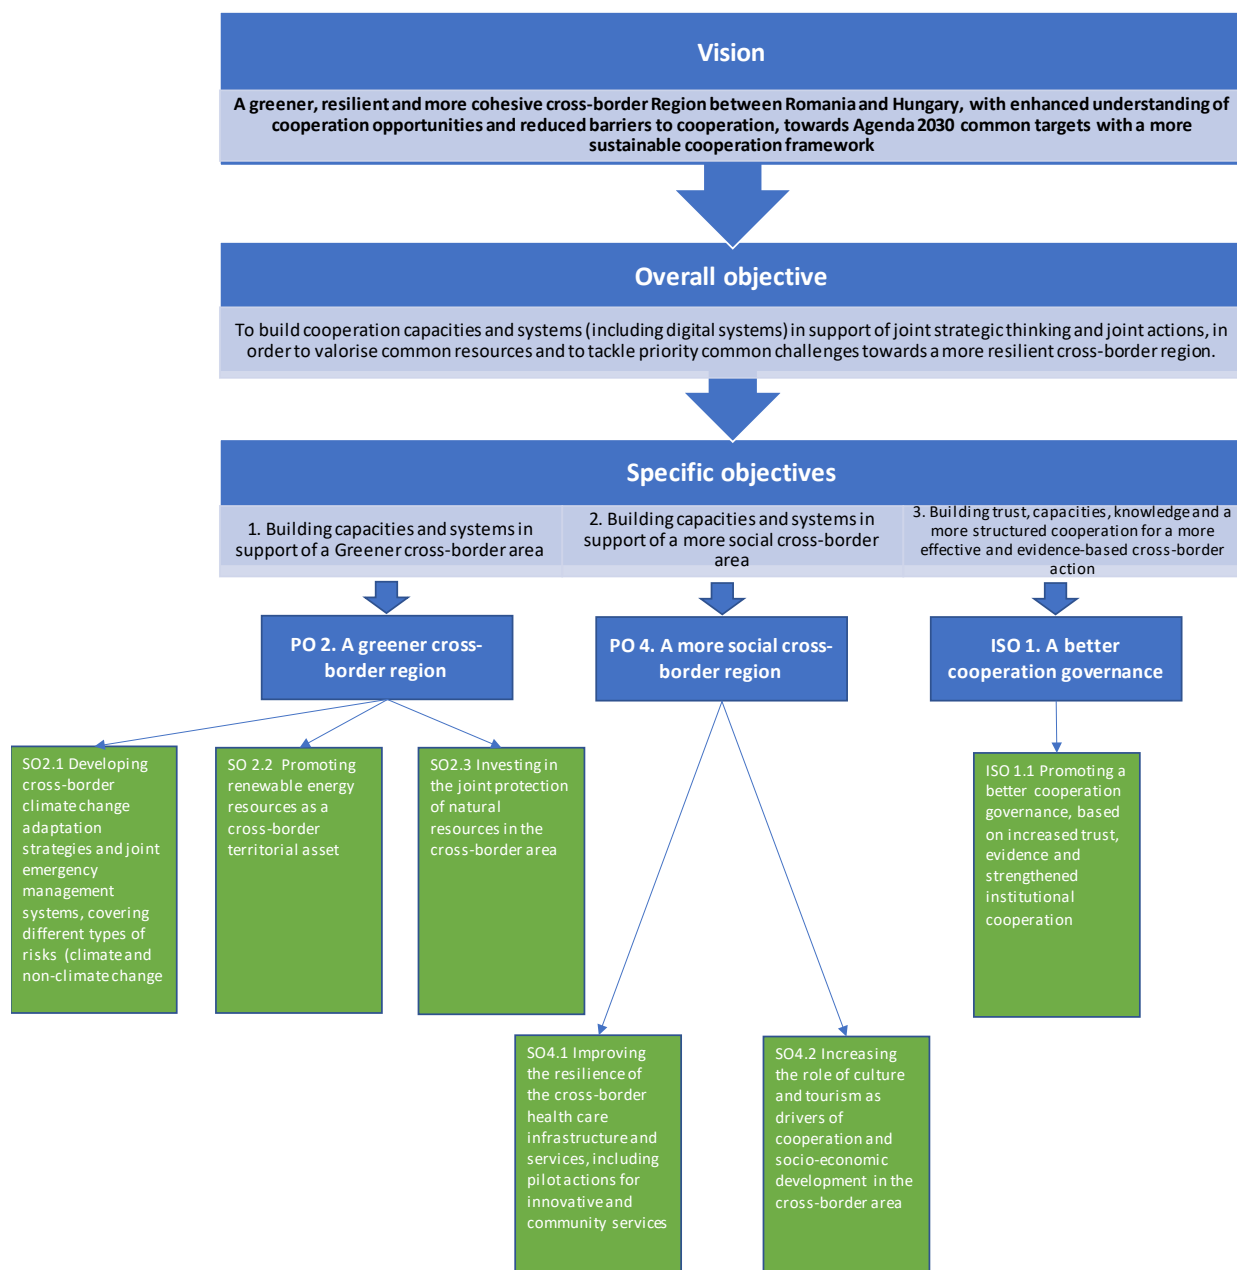 Vision
A greener, resilient and more cohesive cross-border Region between Romania and Hungary, with enhanced understanding of
cooperation opportunities and reduced barriers to cooperation, towards Agenda 2030 common targets with a more
sustainable cooperation framework
Overall objective
To build cooperation capacities and systems (including digital systems) in support of joint strategic thinking and joint actions, in
order to valorise common resources and to tackle priority common challenges towards a more resilient cross-border region.
Specific objectives
1. Building capacities and systems in
support of a Greener cross-border area
2. Building capacities and systems in
support of a more social cross-border
area
3. Building trust, capacities, knowledge and a
more structured cooperation for a more
effective and evidence-based cross-border
action
PO 2. A greener cross-
border region
PO 4. A more social cross-
border region
ISO 1. A better
cooperation governance
SO2.1 Developing
cross-border
climate change
adaptation
strategies and joint
emergency
management
systems, covering
different types of
risks (climate and
non-climate change
SO 2.2 Promoting
renewable energy
resources as a
cross-border
territorial asset
SO2.3 Investing in
the joint protection
of natural
resources in the
cross-border area
ISO 1.1 Promoting a
better cooperation
governance, based
on increased trust,
evidence and
strengthened
institutional
cooperation
SO4.1 Improving
the resilience of
the cross-border
health care
infrastructure and
services, including
pilot actions for
innovative and
community services
SO4.2 Increasing
the role of culture
and tourism as
drivers of
cooperation and
socio-economic
development in the
cross-border area